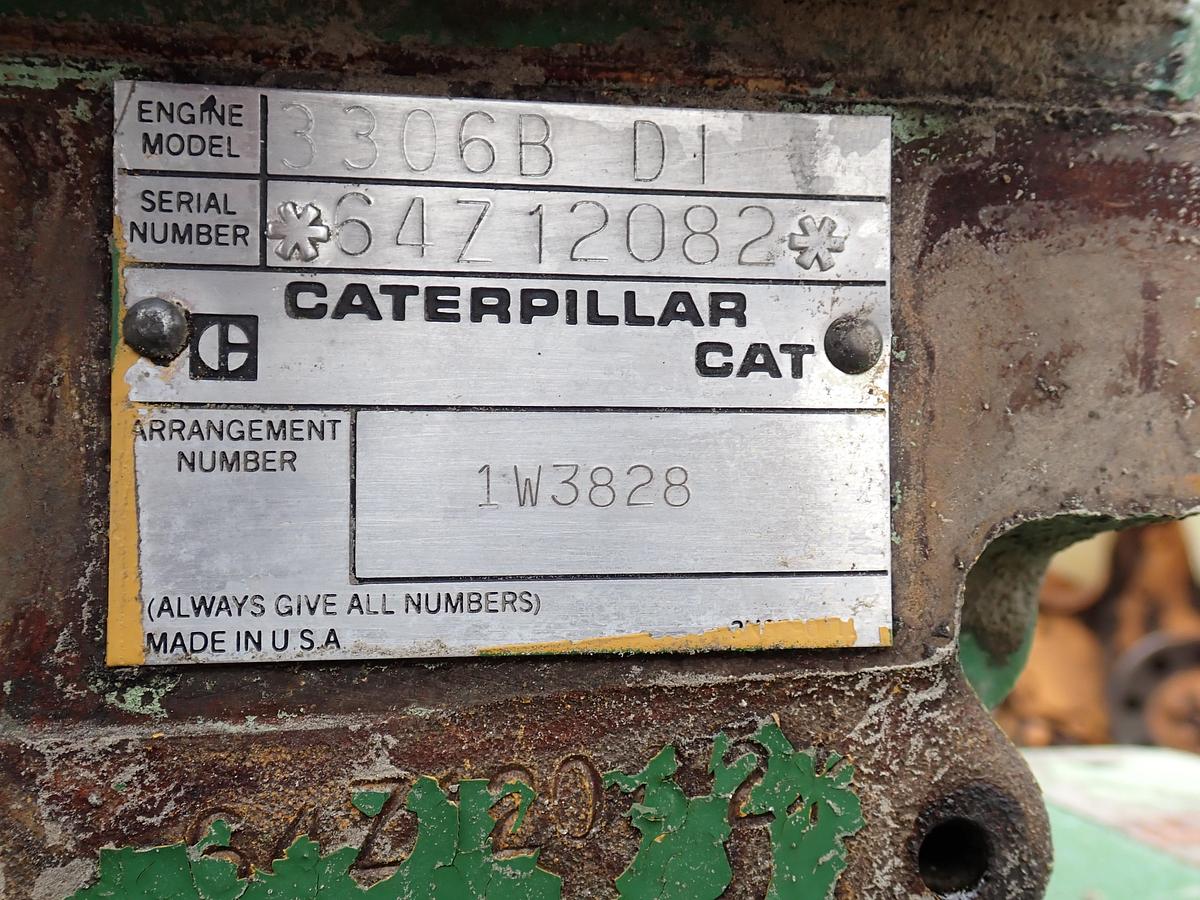 ENGINE MODEL 3306B DI
SERIAL NUMBER *64Z12082*
CATERPILLAR
CAT
ARRANGEMENT NUMBER 1W3828
(ALWAYS GIVE ALL NUMBERS)
MADE IN U.S.A